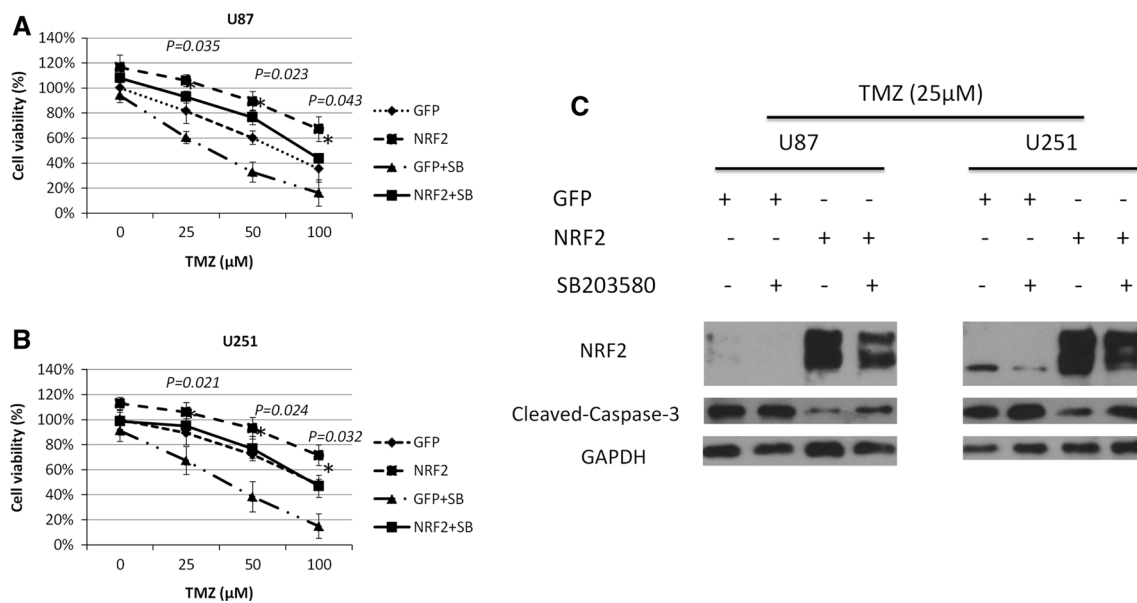 A
U87
140%
120%
100%
80%
60%
40%
20%
0%
Cell viability (%)
P=0.035
P=0.023
P=0.043
*
*
*
0 25 50 100
TMZ (µM)
GFP
NRF2
GFP+SB
NRF2+SB
B
U251
140%
120%
100%
80%
60%
40%
20%
0%
Cell viability (%)
P=0.021
P=0.024
P=0.032
*
*
*
0 25 50 100
TMZ (µM)
GFP
NRF2
GFP+SB
NRF2+SB
C
TMZ (25µM)
U87 U251
GFP + + - - + + - -
NRF2 - - + + - - + +
SB203580 - + - + - + - +
NRF2
Cleaved-Caspase-3
GAPDH